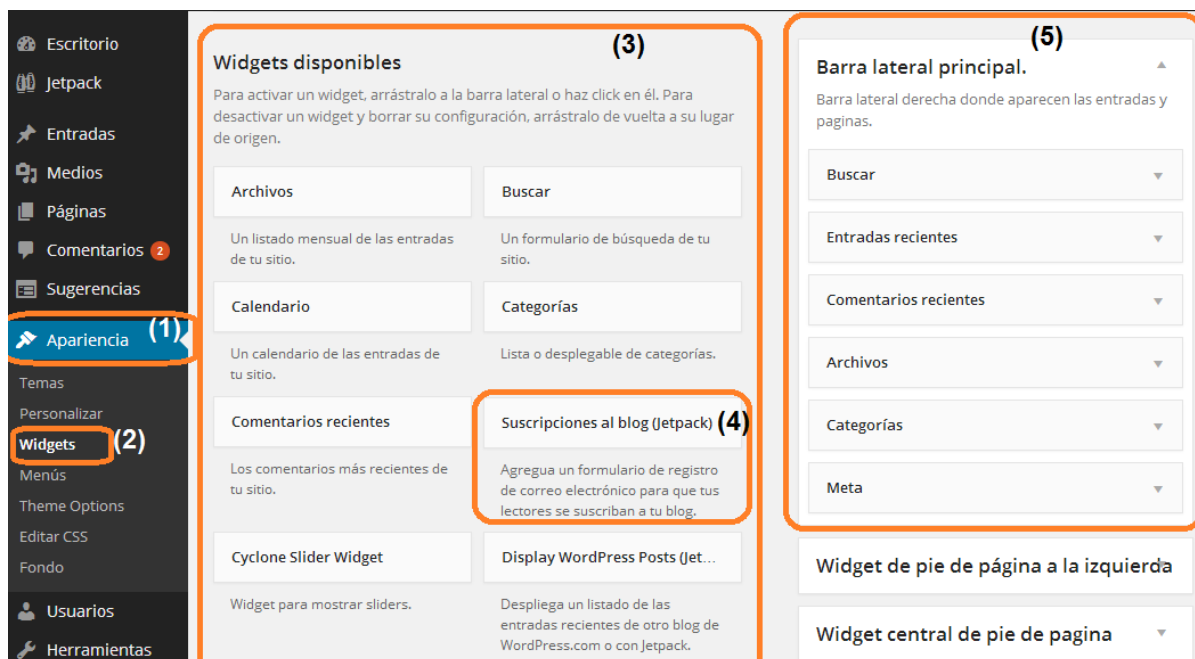 Escritorio
Jetpack
Entradas
Medios
Páginas
Comentarios 2
Sugerencias
Apariencia (1)
Temas
Personalizar
Widgets (2)
Menús
Theme Options
Editar CSS
Fondo
Usuarios
Herramientas
(3)
Widgets disponibles
Para activar un widget, arrástralo a la barra lateral o haz click en él. Para
desactivar un widget y borrar su configuración, arrástralo de vuelta a su lugar
de origen.
Archivos
Un listado mensual de las entradas
de tu sitio.
Buscar
Un formulario de búsqueda de tu
sitio.
Calendario
Un calendario de las entradas de
tu sitio.
Categorías
Lista o desplegable de categorías.
Comentarios recientes
Los comentarios más recientes de
tu sitio.
Suscripciones al blog (Jetpack) (4)
Agregua un formulario de registro
de correo electrónico para que tus
lectores se suscriban a tu blog.
Cyclone Slider Widget
Widget para mostrar sliders.
Display WordPress Posts (Jet...
Despliega un listado de las
entradas recientes de otro blog de
WordPress.com o con Jetpack.
(5)
Barra lateral principal.
Barra lateral derecha donde aparecen las entradas y
paginas.
Buscar
Entradas recientes
Comentarios recientes
Archivos
Categorías
Meta
Widget de pie de página a la izquierda
Widget central de pie de pagina